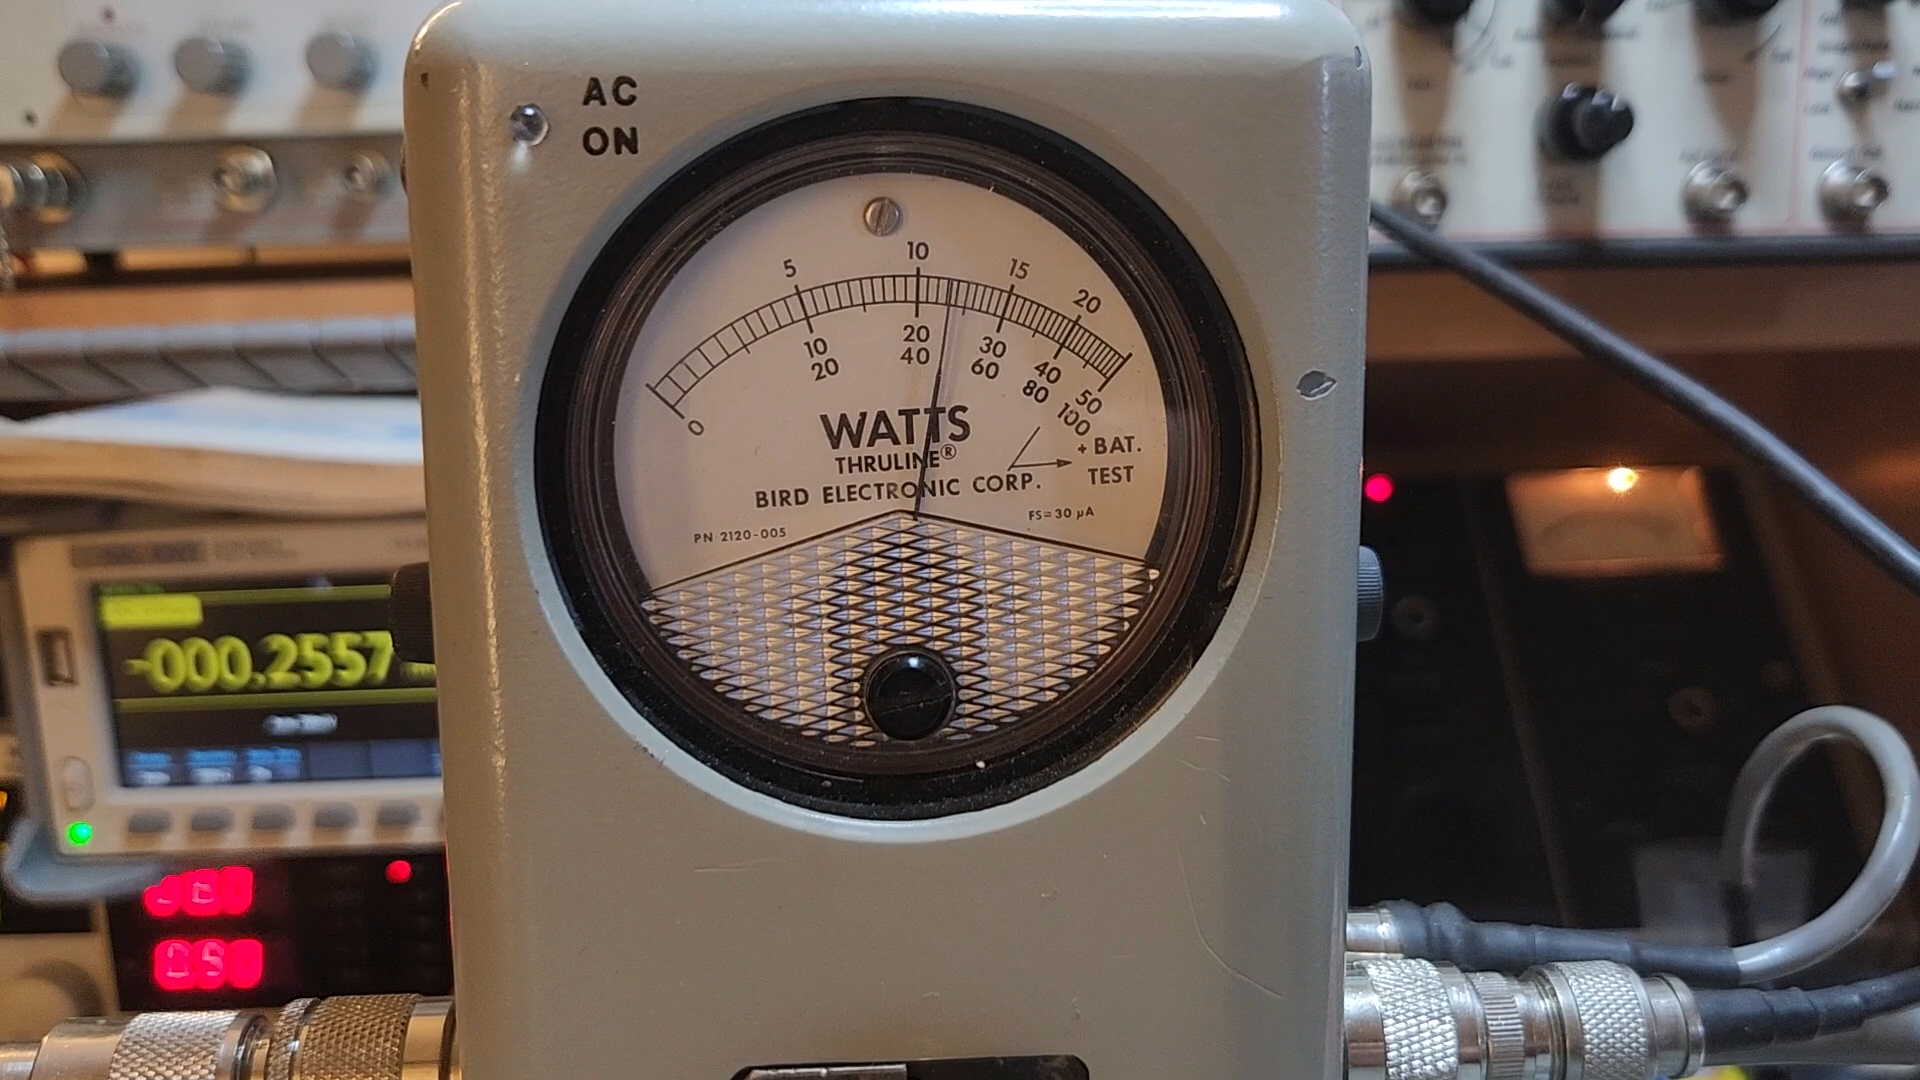 AC
ON
5 10 15 20
0 10 20 30 40 50
20 40 60 80 100
WATTS
THRULINE®
+ BAT.
TEST
BIRD ELECTRONIC CORP.
PN 2120-005
FS=30 µA
-000.2557